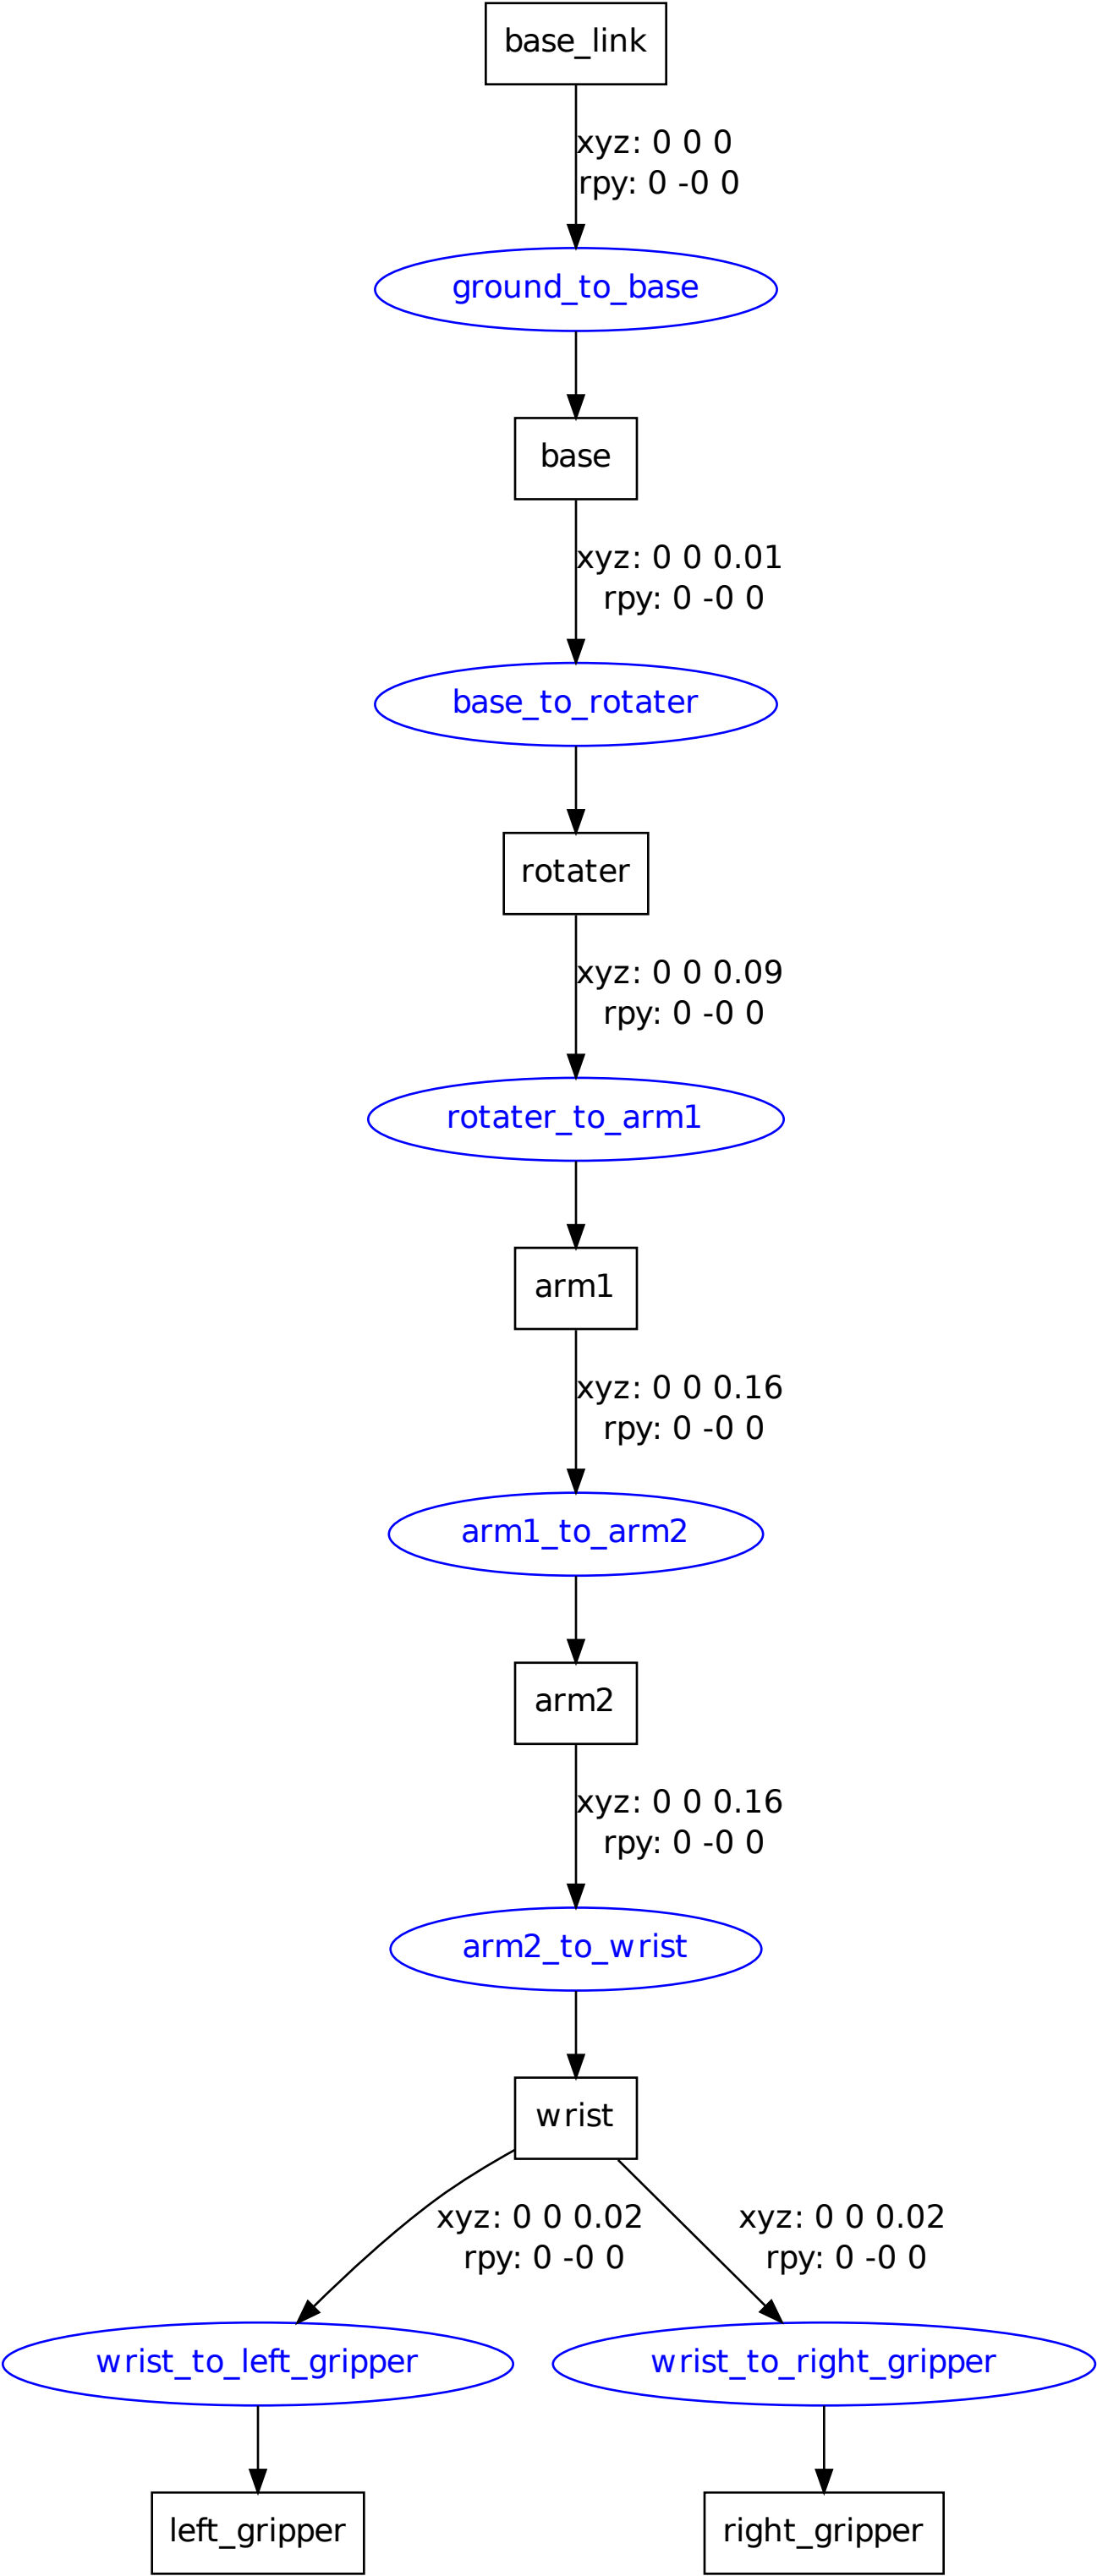 base_link
xyz: 0 0 0
rpy: 0 -0 0
ground_to_base
base
xyz: 0 0 0.01
rpy: 0 -0 0
base_to_rotater
rotater
xyz: 0 0 0.09
rpy: 0 -0 0
rotater_to_arm1
arm1
xyz: 0 0 0.16
rpy: 0 -0 0
arm1_to_arm2
arm2
xyz: 0 0 0.16
rpy: 0 -0 0
arm2_to_wrist
wrist
xyz: 0 0 0.02
rpy: 0 -0 0
xyz: 0 0 0.02
rpy: 0 -0 0
wrist_to_left_gripper
wrist_to_right_gripper
left_gripper
right_gripper